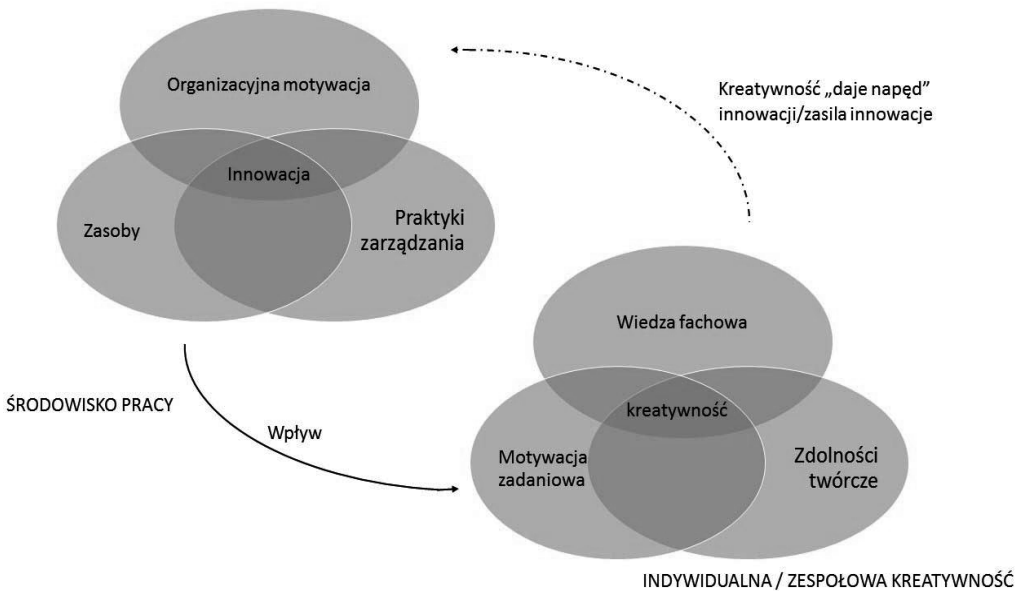 Organizacyjna motywacja
Kreatywność „daje napęd”
innowacji/zasila innowacje
Innowacja
Zasoby
Praktyki
zarządzania
Wiedza fachowa
ŚRODOWISKO PRACY
Wpływ
kreatywność
Motywacja
zadaniowa
Zdolności
twórcze
INDYWIDUALNA / ZESPOŁOWA KREATYWNOŚĆ